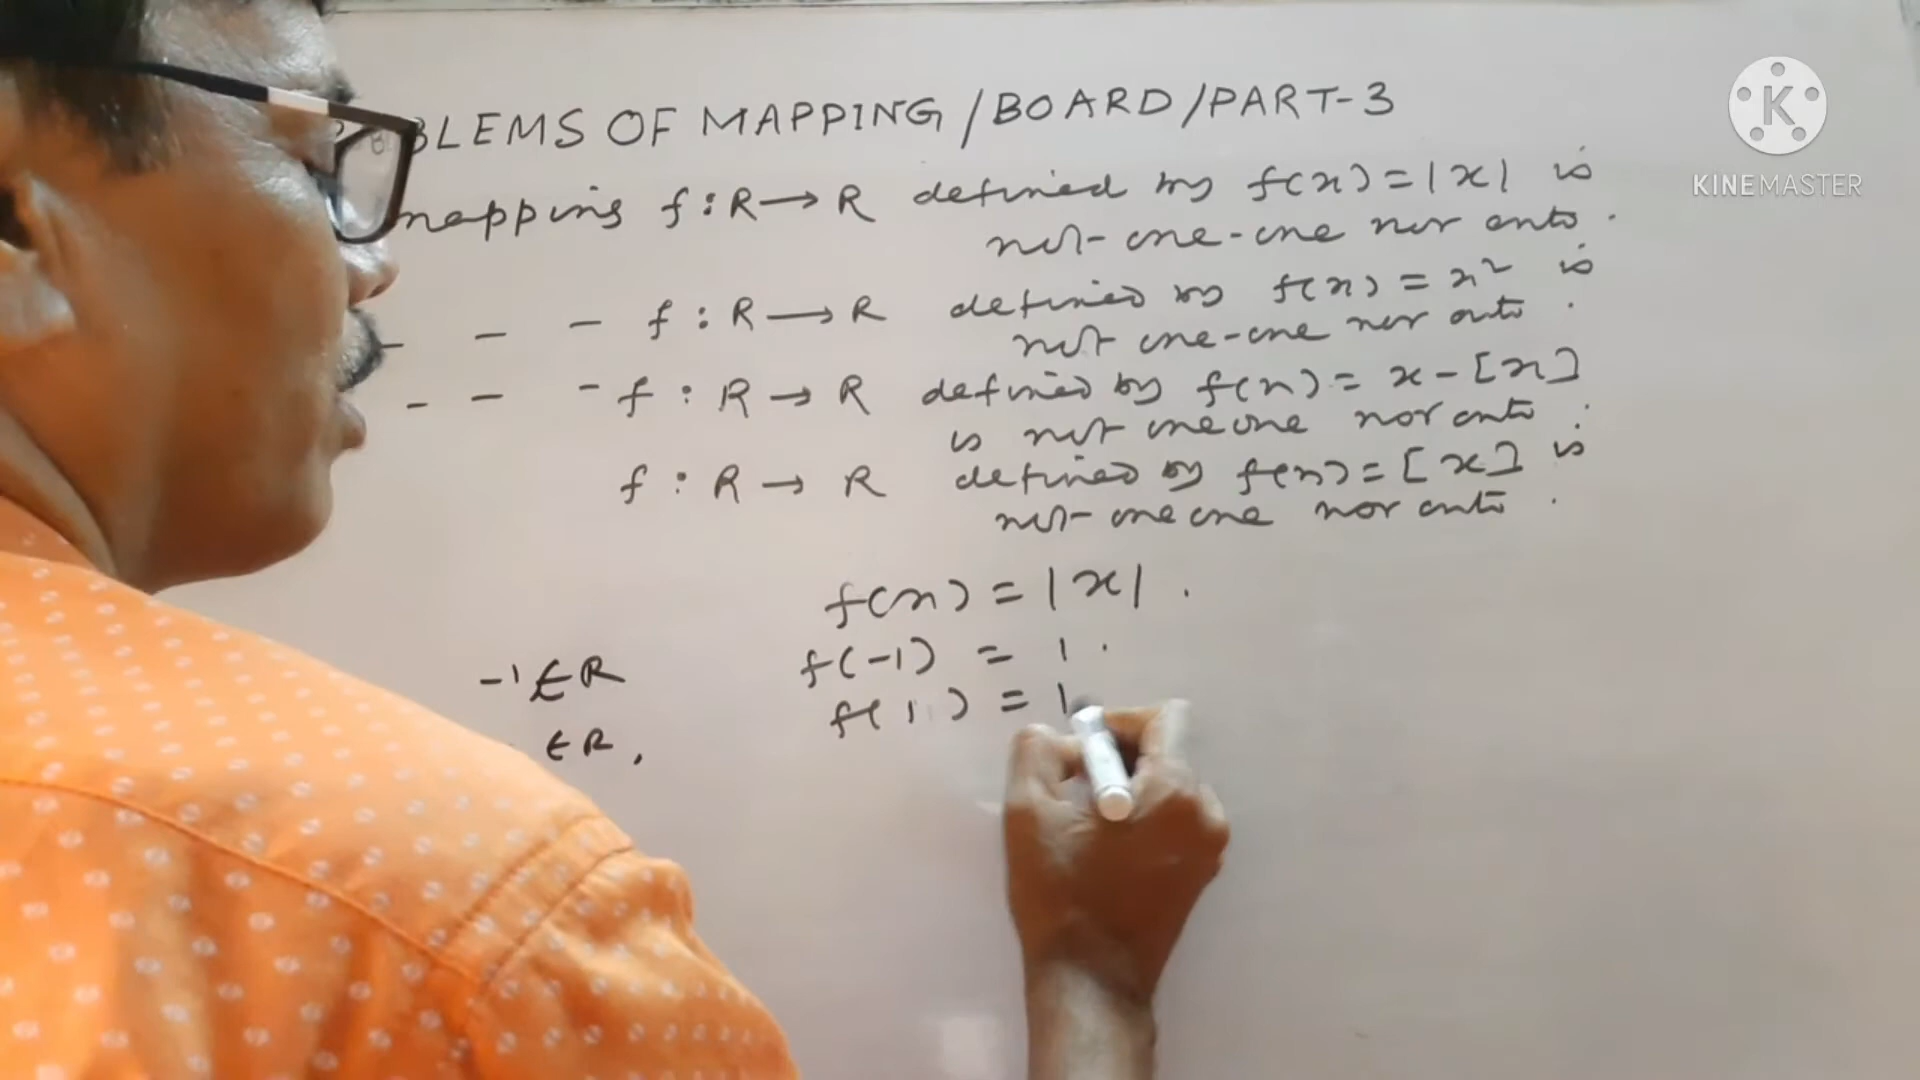 BLEMS OF MAPPING/BOARD/PART-3
KINEMASTER
mapping f:R→R defined by f(x)=|x| is
not-one-one nor onto.
- - - f:R→R defined by f(x)=x² is
not one-one nor onto.
- - - f:R→R defined by f(x)=x-[x]
is not one one nor onto.
f:R→R defined by f(x)=[x] is
not-one one nor onto.
f(x)=|x|.
-1∈R f(-1) = 1.
∈R, f(1) = 1